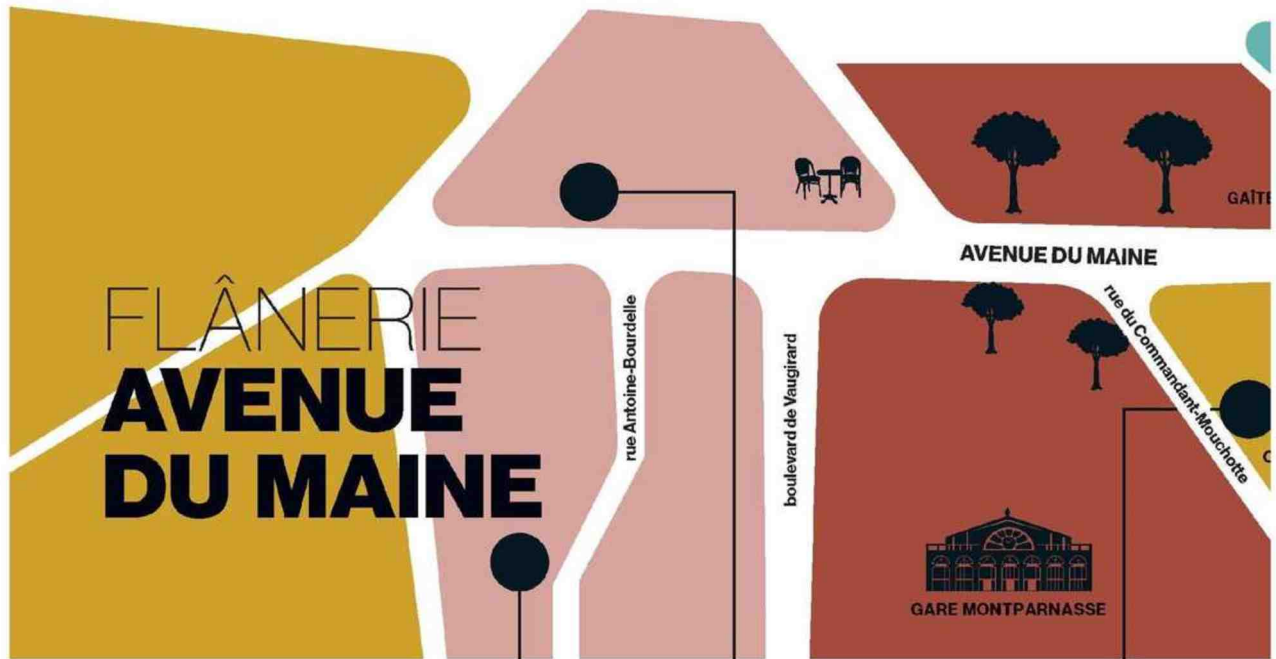 GAÎTE
AVENUE DU MAINE
FLÂNERIE
AVENUE
DU MAINE
rue Antoine-Bourdelle
boulevard de Vaugirard
rue du Commandant-Mouchotte
GARE MONTPARNASSE